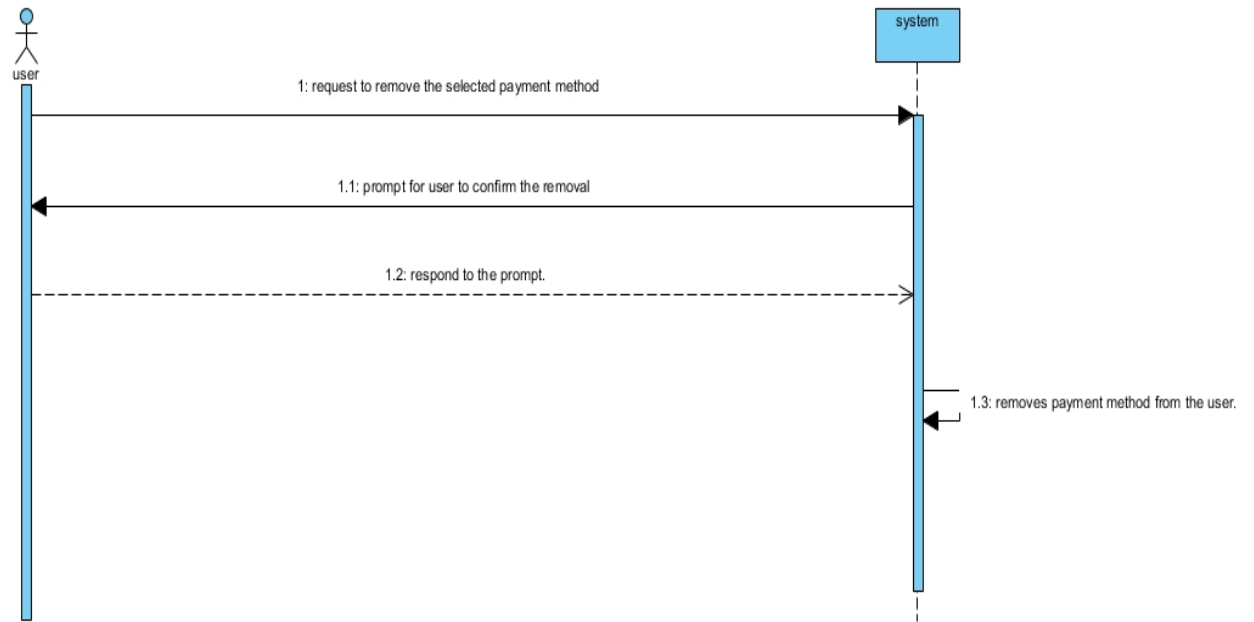 system
user
1: request to remove the selected payment method
1.1: prompt for user to confirm the removal
1.2: respond to the prompt.
1.3: removes payment method from the user.